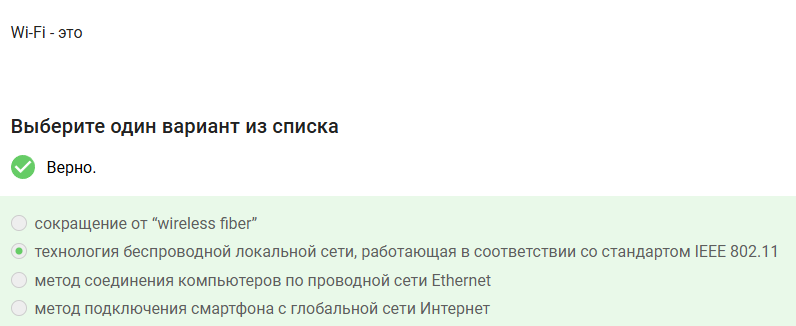 Wi-Fi - это
Выберите один вариант из списка
Верно.
сокращение от “wireless fiber”
технология беспроводной локальной сети, работающая в соответствии со стандартом IEEE 802.11
метод соединения компьютеров по проводной сети Ethernet
метод подключения смартфона с глобальной сети Интернет